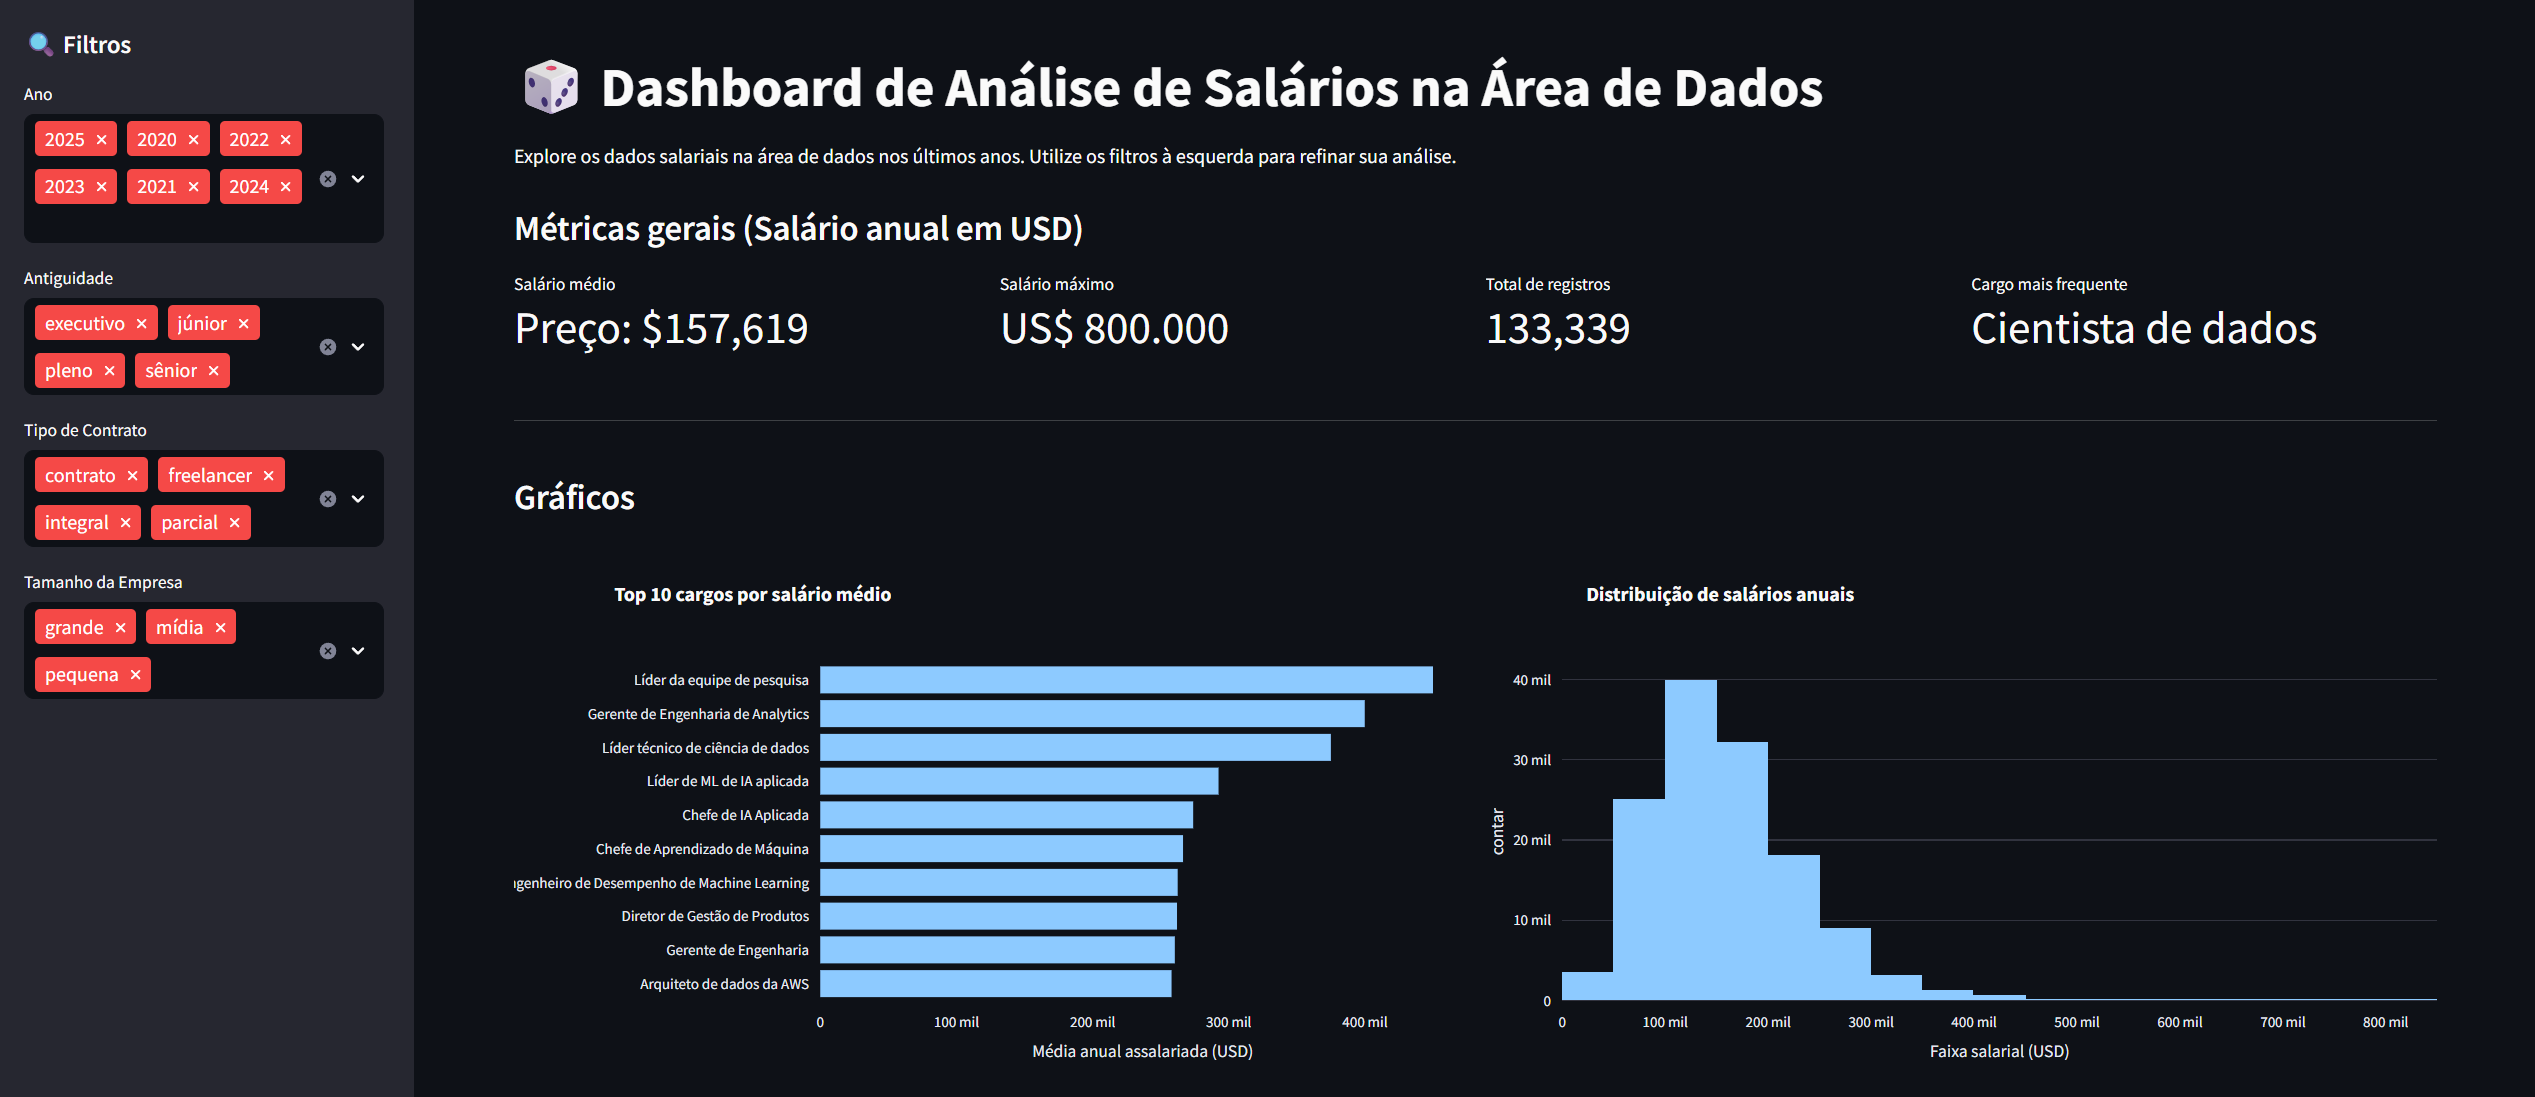 Filtros
Ano
2025 2020 2022
2023 2021 2024
Antiguidade
executivo júnior
pleno sênior
Tipo de Contrato
contrato freelancer
integral parcial
Tamanho da Empresa
grande mídia
pequena
Dashboard de Análise de Salários na Área de Dados
Explore os dados salariais na área de dados nos últimos anos. Utilize os filtros à esquerda para refinar sua análise.
Métricas gerais (Salário anual em USD)
Salário médio
Preço: $157,619
Salário máximo
US$ 800.000
Total de registros
133,339
Cargo mais frequente
Cientista de dados
Gráficos
Top 10 cargos por salário médio
Líder da equipe de pesquisa
Gerente de Engenharia de Analytics
Líder técnico de ciência de dados
Líder de ML de IA aplicada
Chefe de IA Aplicada
Chefe de Aprendizado de Máquina
ngenheiro de Desempenho de Machine Learning
Diretor de Gestão de Produtos
Gerente de Engenharia
Arquiteto de dados da AWS
0 100 mil 200 mil 300 mil 400 mil
Média anual assalariada (USD)
Distribuição de salários anuais
40 mil
30 mil
20 mil
10 mil
0
contar
0 100 mil 200 mil 300 mil 400 mil 500 mil 600 mil 700 mil 800 mil
Faixa salarial (USD)